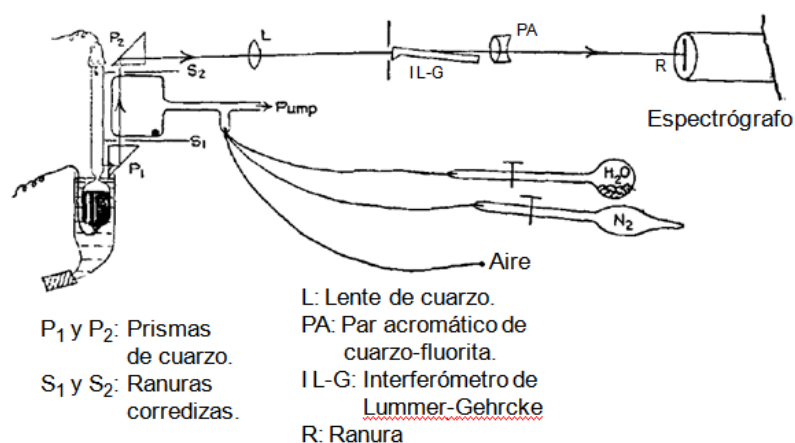 P2
L
PA
S2
I L-G
R
Pump
Espectrógrafo
S1
P1
H2O
N2
Aire
L: Lente de cuarzo.
P1 y P2: Prismas
de cuarzo.
PA: Par acromático de
cuarzo-fluorita.
S1 y S2: Ranuras
corredizas.
I L-G: Interferómetro de
Lummer-Gehrcke
R: Ranura